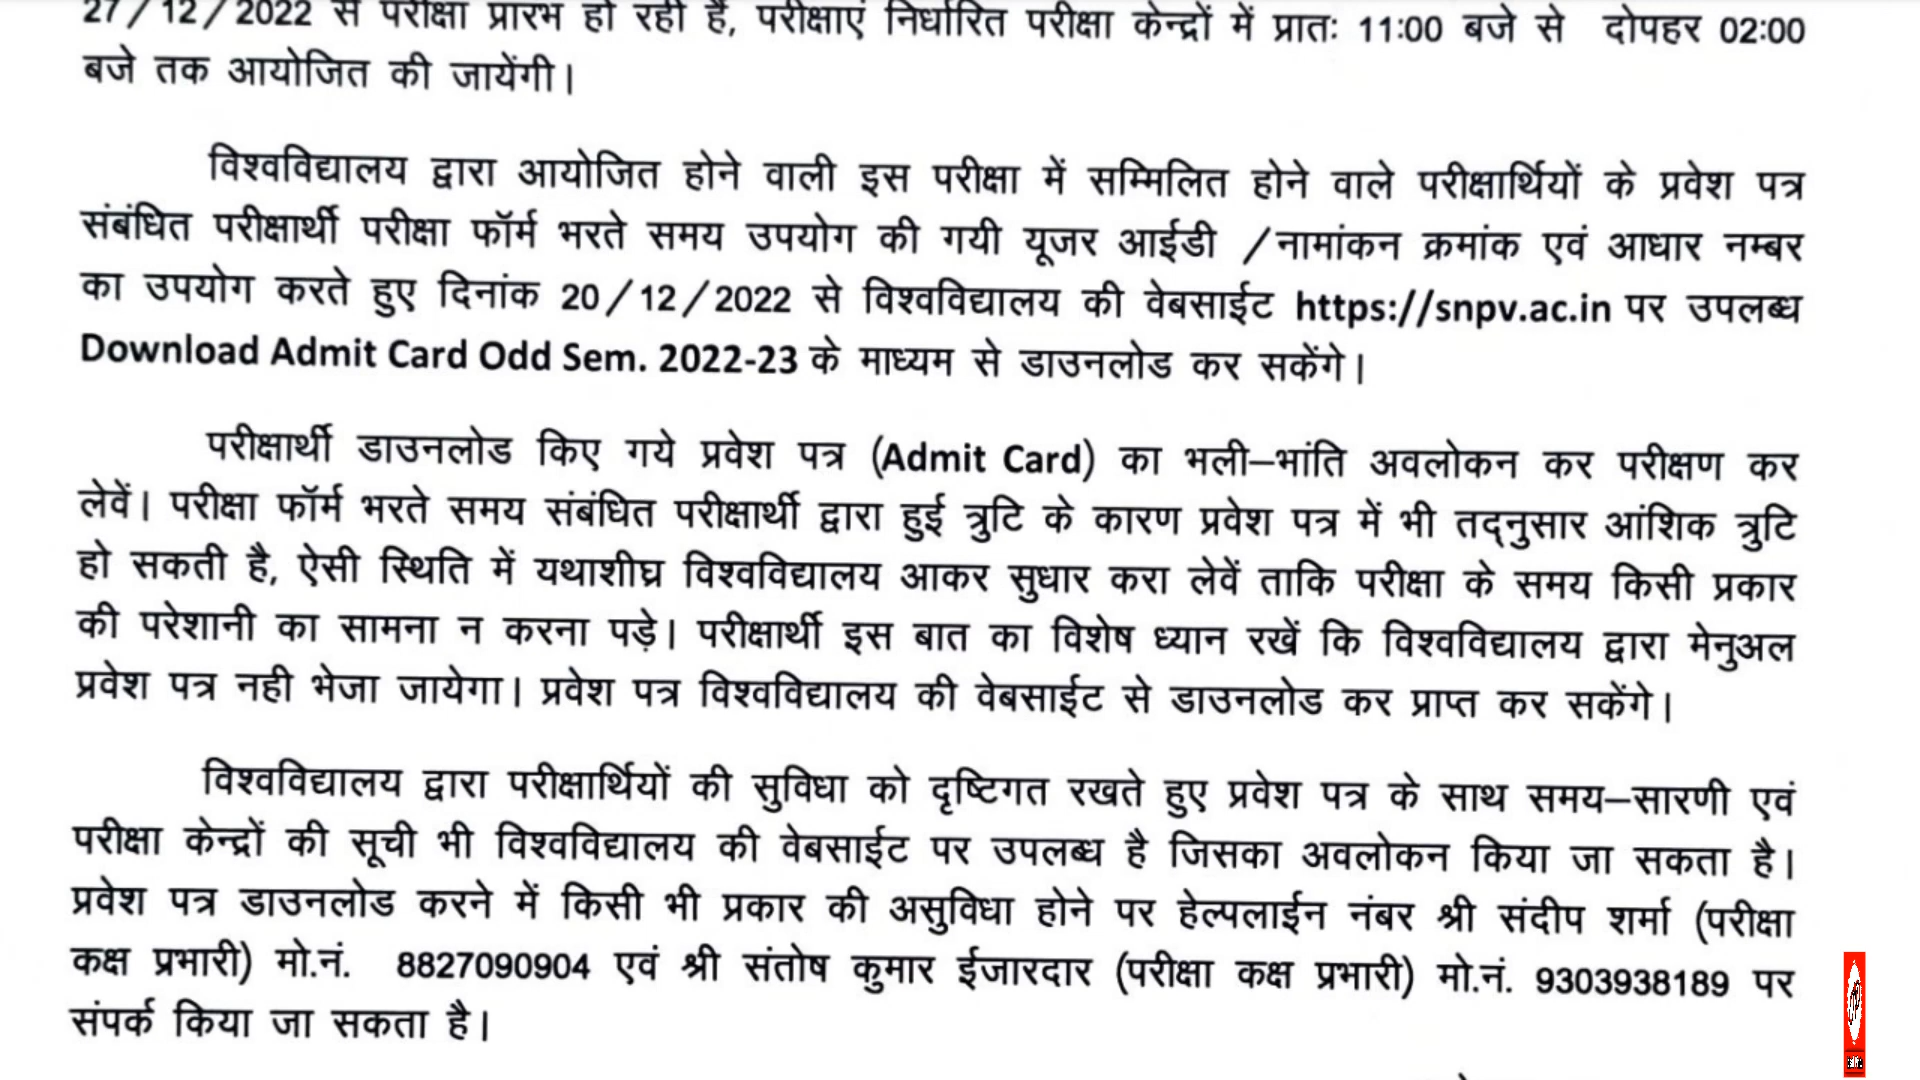 27/12/2022 से परीक्षा प्रारंभ हो रही है, परीक्षाएं निर्धारित परीक्षा केन्द्रों में प्रातः 11:00 बजे से दोपहर 02:00
बजे तक आयोजित की जायेंगी।
विश्वविद्यालय द्वारा आयोजित होने वाली इस परीक्षा में सम्मिलित होने वाले परीक्षार्थियों के प्रवेश पत्र
संबंधित परीक्षार्थी परीक्षा फॉर्म भरते समय उपयोग की गयी यूजर आईडी /नामांकन क्रमांक एवं आधार नम्बर
का उपयोग करते हुए दिनांक 20/12/2022 से विश्वविद्यालय की वेबसाईट https://snpv.ac.in पर उपलब्ध
Download Admit Card Odd Sem. 2022-23 के माध्यम से डाउनलोड कर सकेंगे।
परीक्षार्थी डाउनलोड किए गये प्रवेश पत्र (Admit Card) का भली–भांति अवलोकन कर परीक्षण कर
लेवें। परीक्षा फॉर्म भरते समय संबंधित परीक्षार्थी द्वारा हुई त्रुटि के कारण प्रवेश पत्र में भी तद्नुसार आंशिक त्रुटि
हो सकती है, ऐसी स्थिति में यथाशीघ्र विश्वविद्यालय आकर सुधार करा लेवें ताकि परीक्षा के समय किसी प्रकार
की परेशानी का सामना न करना पड़े। परीक्षार्थी इस बात का विशेष ध्यान रखें कि विश्वविद्यालय द्वारा मेनुअल
प्रवेश पत्र नही भेजा जायेगा। प्रवेश पत्र विश्वविद्यालय की वेबसाईट से डाउनलोड कर प्राप्त कर सकेंगे।
विश्वविद्यालय द्वारा परीक्षार्थियों की सुविधा को दृष्टिगत रखते हुए प्रवेश पत्र के साथ समय–सारणी एवं
परीक्षा केन्द्रों की सूची भी विश्वविद्यालय की वेबसाईट पर उपलब्ध है जिसका अवलोकन किया जा सकता है।
प्रवेश पत्र डाउनलोड करने में किसी भी प्रकार की असुविधा होने पर हेल्पलाईन नंबर श्री संदीप शर्मा (परीक्षा
कक्ष प्रभारी) मो.नं. 8827090904 एवं श्री संतोष कुमार ईजारदार (परीक्षा कक्ष प्रभारी) मो.नं. 9303938189 पर
संपर्क किया जा सकता है।